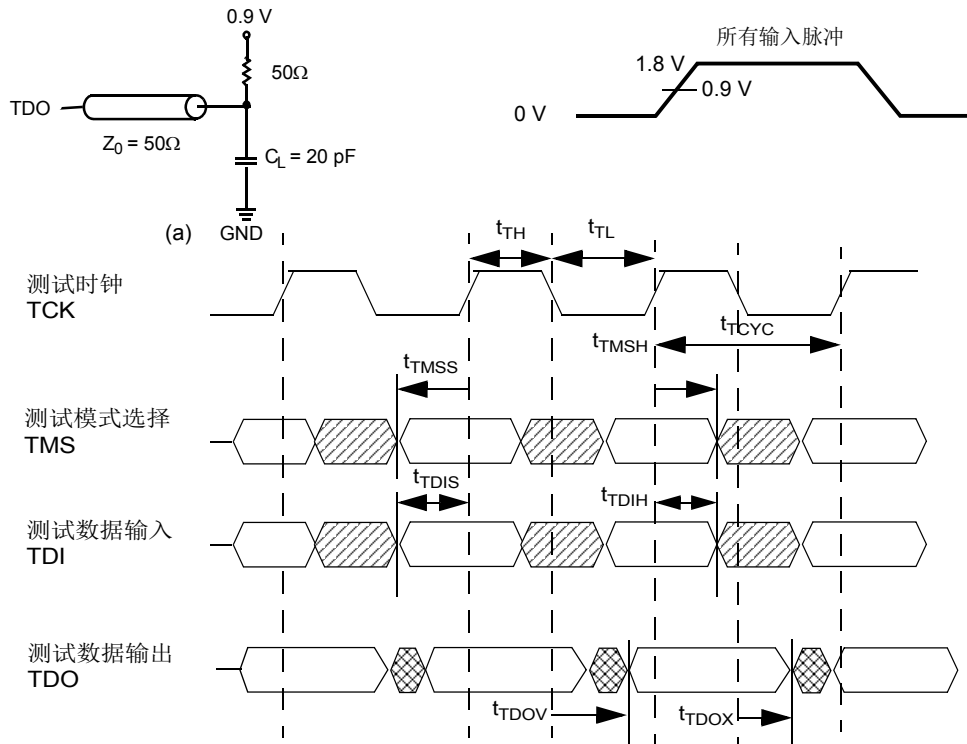 0.9 V
50Ω
TDO
Z0 = 50Ω
CL = 20 pF
(a) GND
所有输入脉冲
1.8 V
0.9 V
0 V
tTH
tTL
测试时钟
TCK
tTMSH
tTCYC
tTMSS
测试模式选择
TMS
tTDIS
tTDIH
测试数据输入
TDI
测试数据输出
TDO
tTDOV
tTDOX